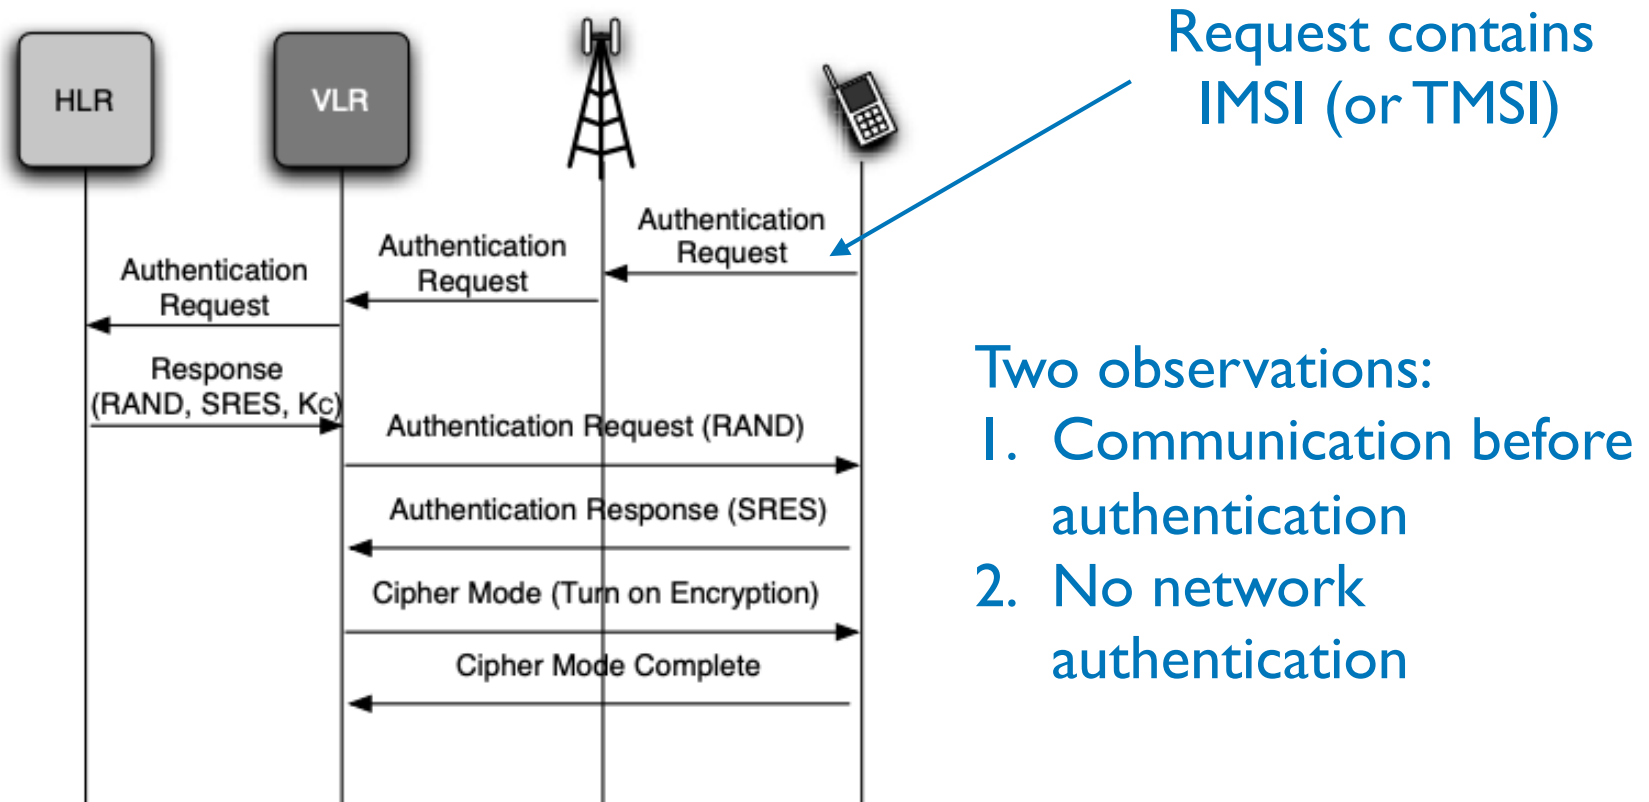 Request contains
IMSI (or TMSI)
HLR
VLR
Authentication
Request
Authentication
Request
Authentication
Request
Response
(RAND, SRES, Kc)
Authentication Request (RAND)
Authentication Response (SRES)
Cipher Mode (Turn on Encryption)
Cipher Mode Complete
Two observations:
1. Communication before
authentication
2. No network
authentication